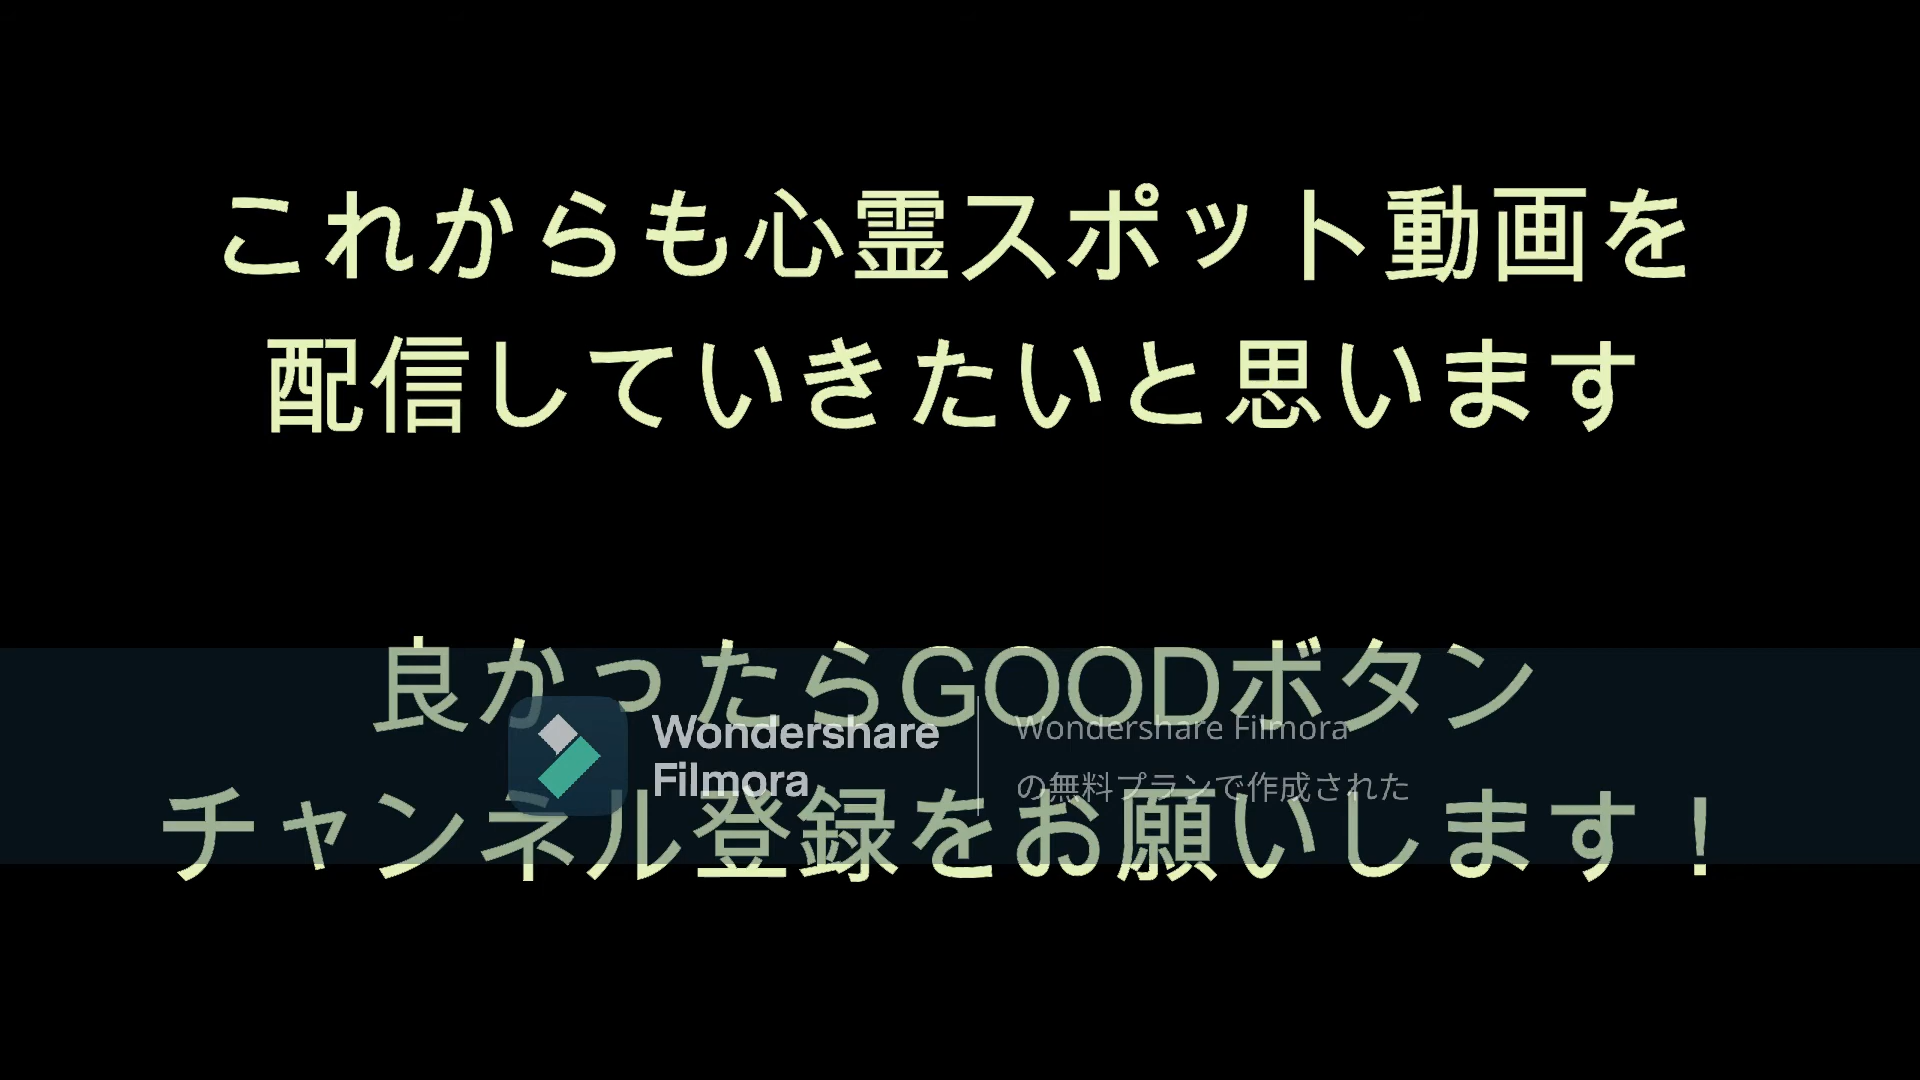 これからも心霊スポット動画を
配信していきたいと思います
良かったらGOODボタン
チャンネル登録をお願いします！
Wondershare
Filmora
Wondershare Filmora
の無料プランで作成された